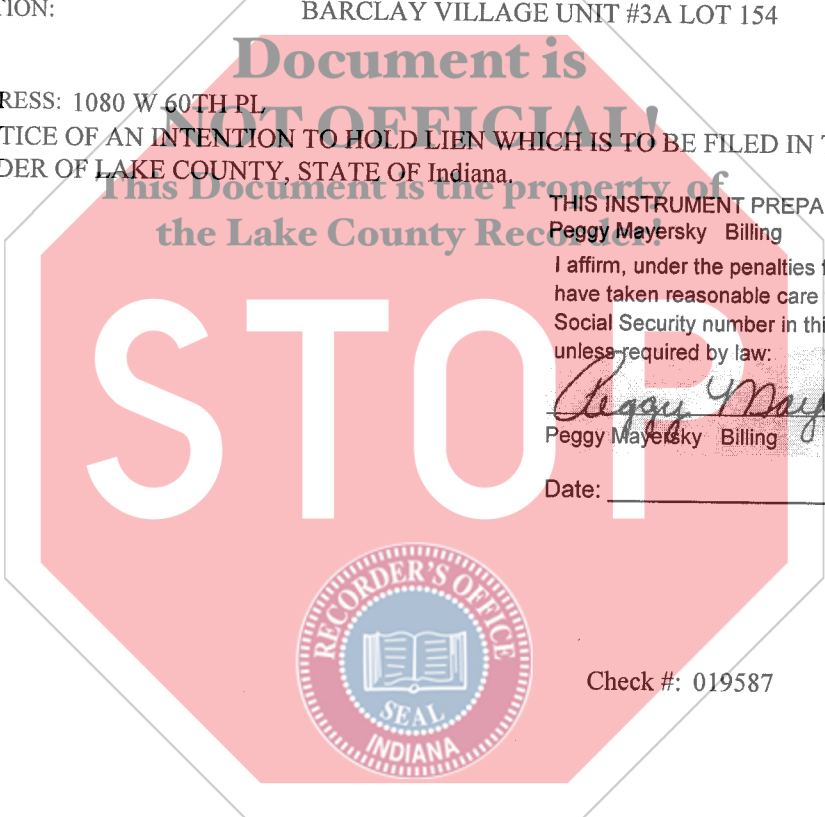 TION: BARCLAY VILLAGE UNIT #3A LOT 154
Document is
RESS: 1080 W 60TH PL
NOT OFFICIAL!
TICE OF AN INTENTION TO HOLD LIEN WHICH IS TO BE FILED IN T
DER OF LAKE COUNTY, STATE OF Indiana.
This Document is the property of
the Lake County Recorder!
THIS INSTRUMENT PREPA
Peggy Mayersky Billing
I affirm, under the penalties f
have taken reasonable care
Social Security number in thi
unless required by law:
Peggy May
Peggy Mayersky Billing
Date:
STOP
RECORDER'S OFFICE
SEAL
INDIANA
Check #: 019587